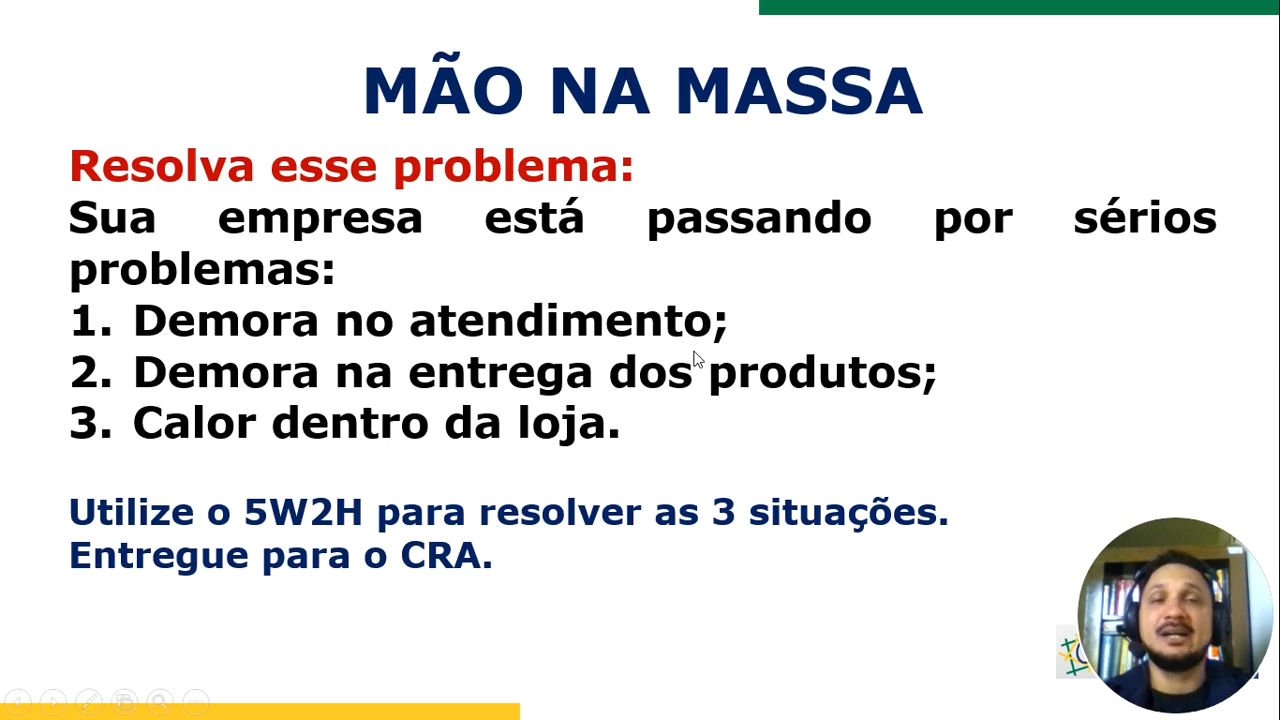 MÃO NA MASSA
Resolva esse problema:
Sua empresa está passando por sérios
problemas:
1. Demora no atendimento;
2. Demora na entrega dos produtos;
3. Calor dentro da loja.
Utilize o 5W2H para resolver as 3 situações.
Entregue para o CRA.